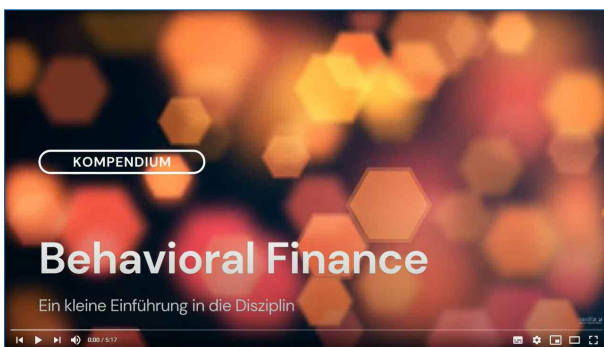 KOMPENDIUM
Behavioral Finance
Ein kleine Einführung in die Disziplin
0:00 / 5:17